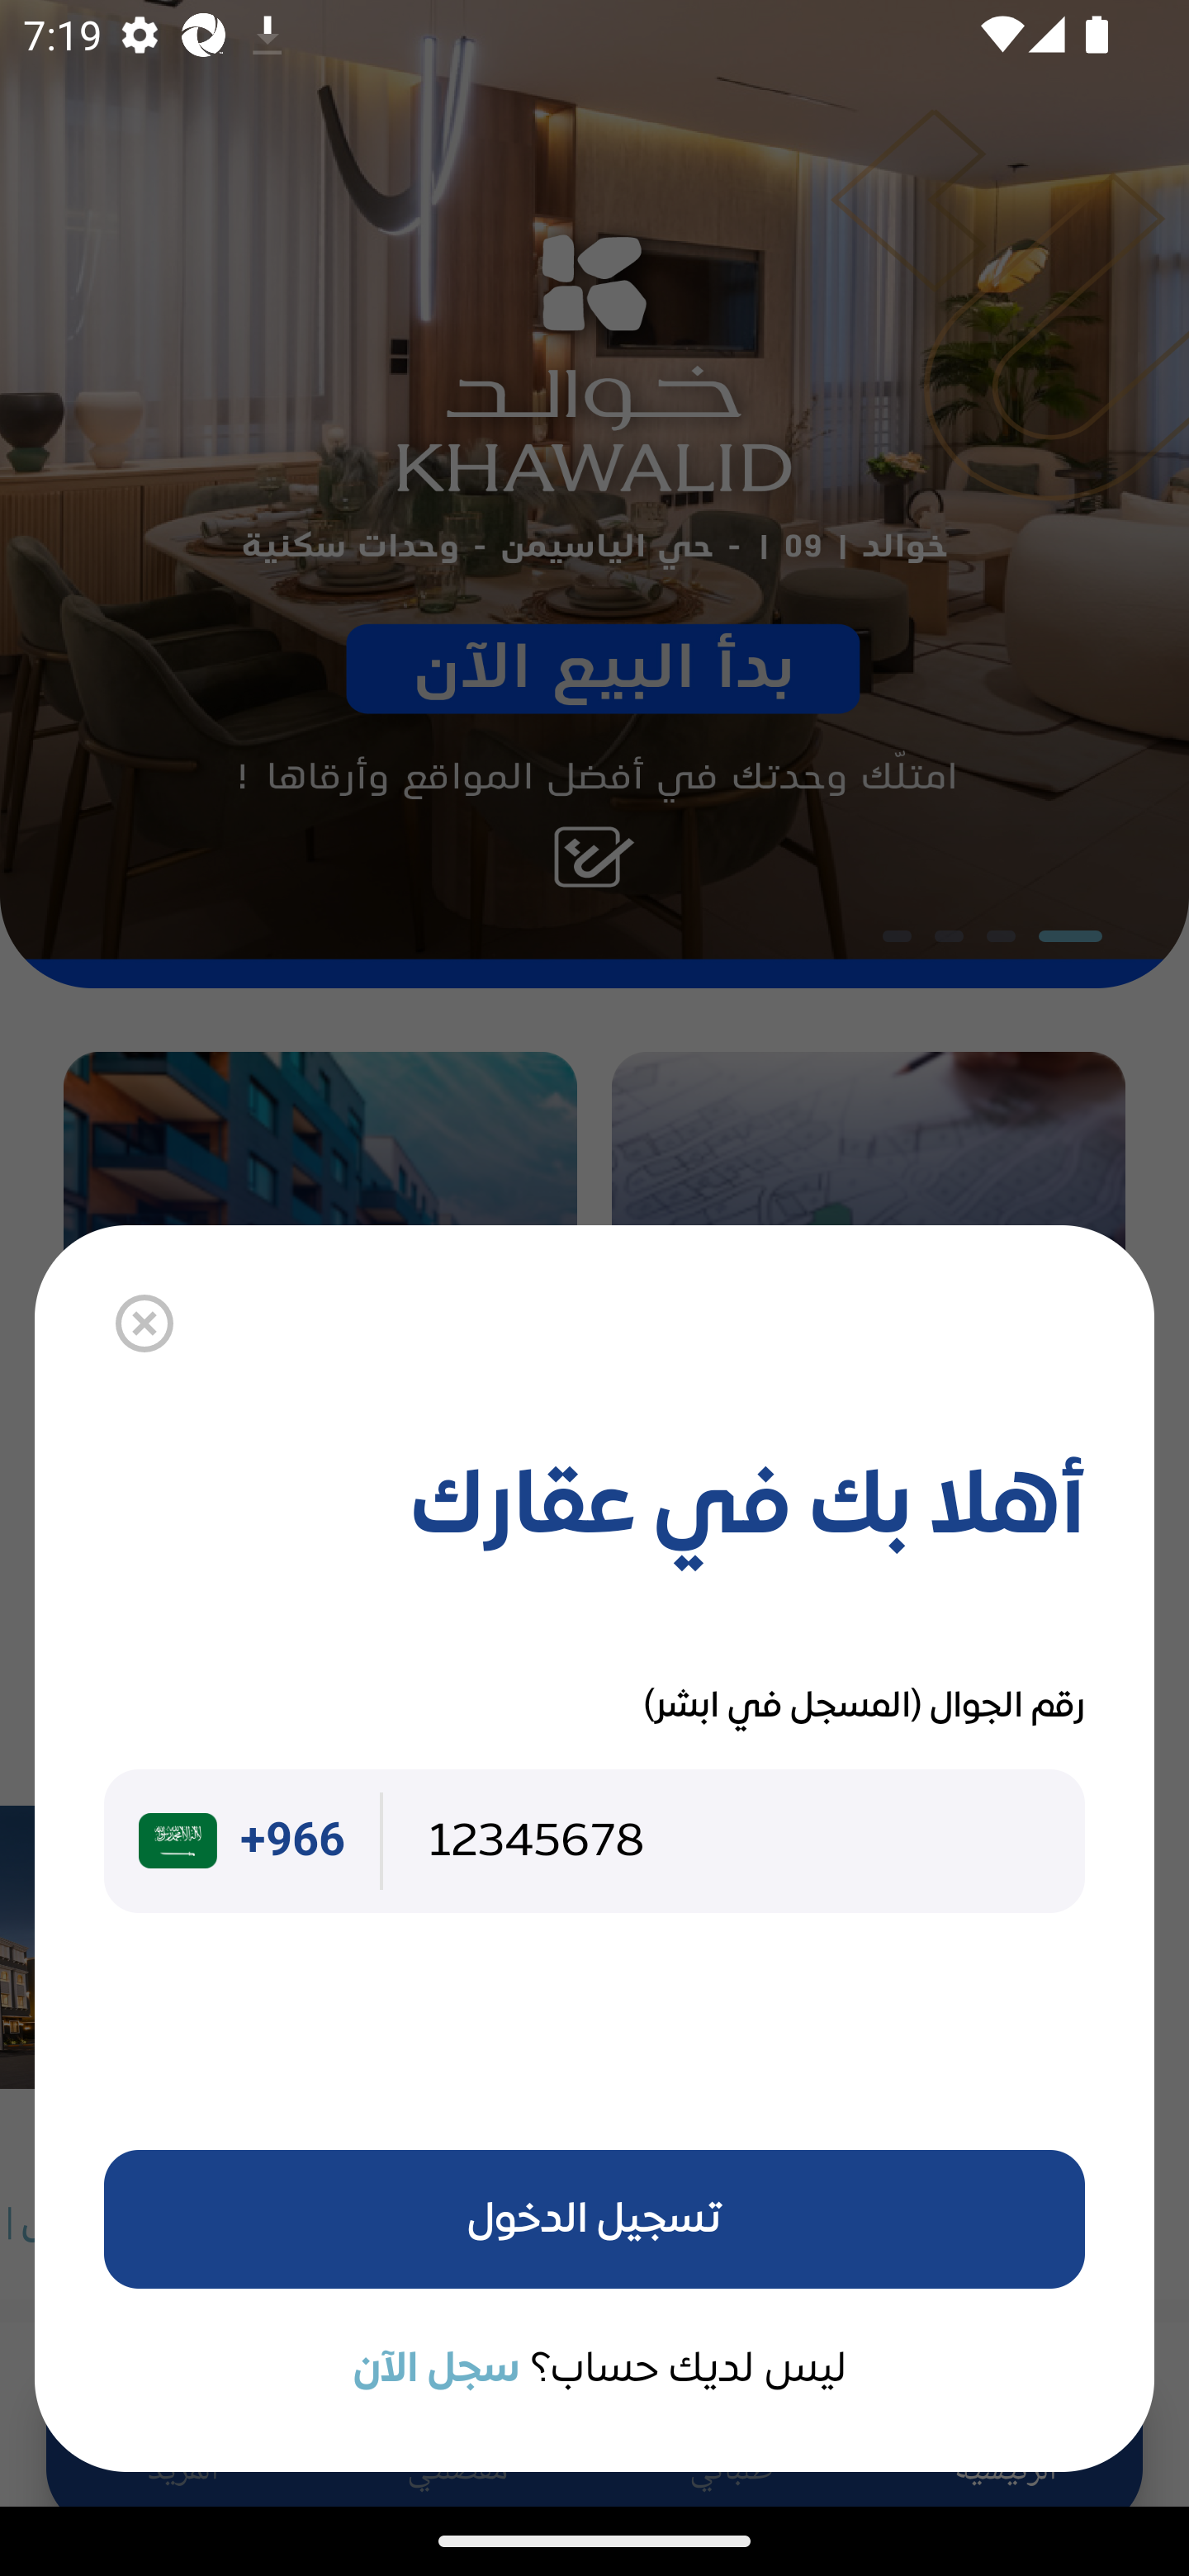 7:19
خوالد
KHAWALID
خوالد | 09 | - حي الياسيمن - وحدات سكنية
بدأ البيع الآن
امتلّك وحدتك في أفضل المواقع وأرقاها !
أهلا بك في عقارك
رقم الجوال (المسجل في ابشر)
+966 12345678
تسجيل الدخول
ليس لديك حساب؟ سجل الآن